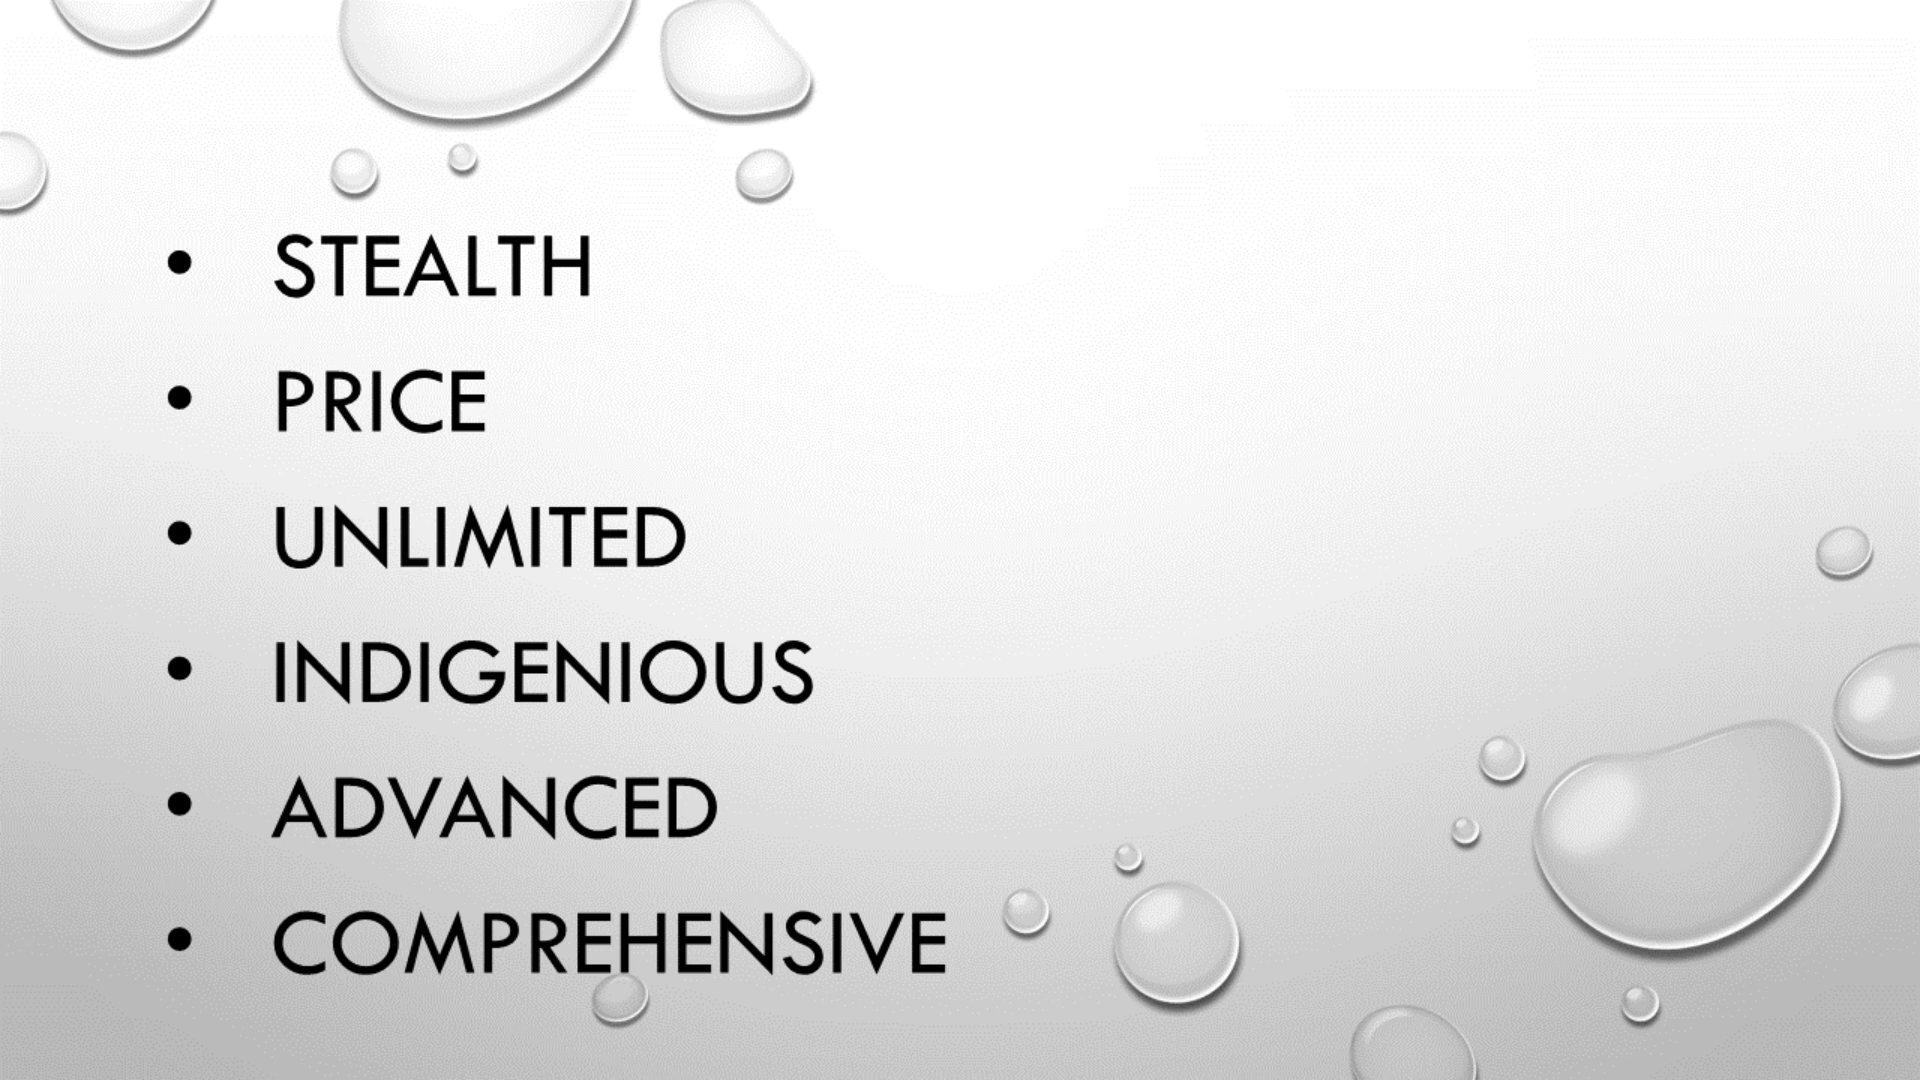 • STEALTH
• PRICE
• UNLIMITED
• INDIGENIOUS
• ADVANCED
• COMPREHENSIVE